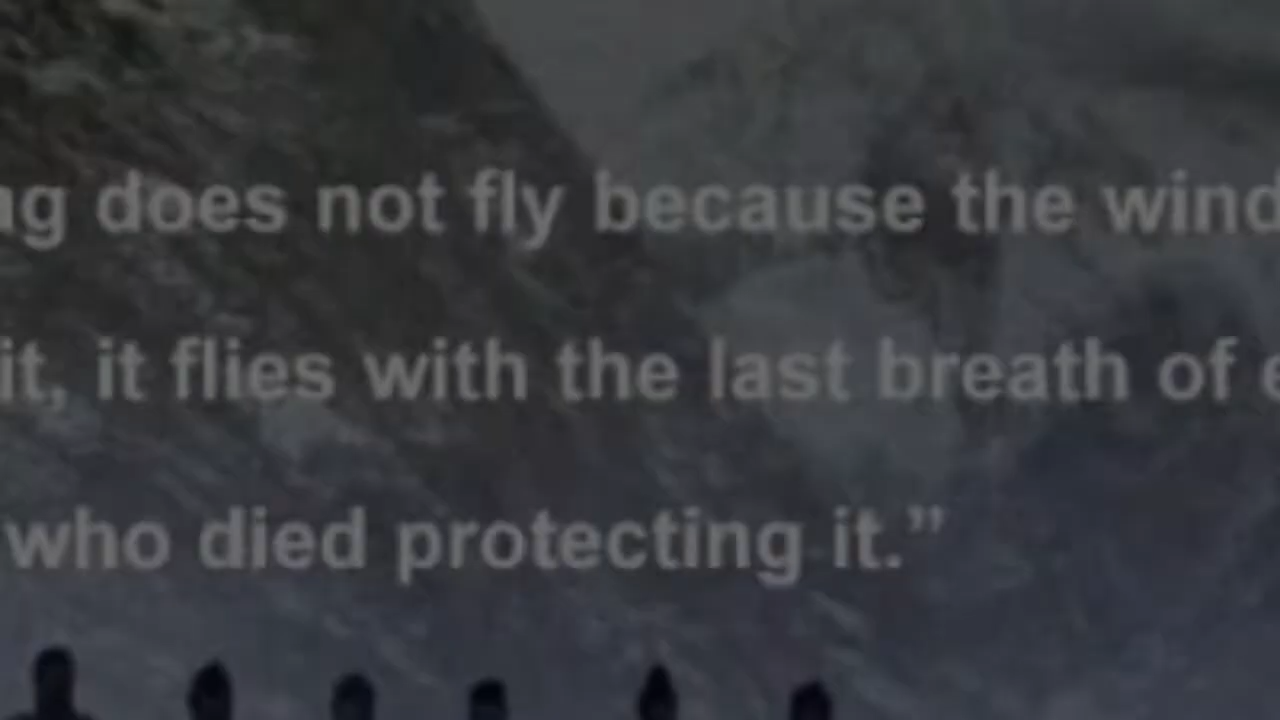 does not fly because the wind
it, it flies with the last breath of
who died protecting it.”